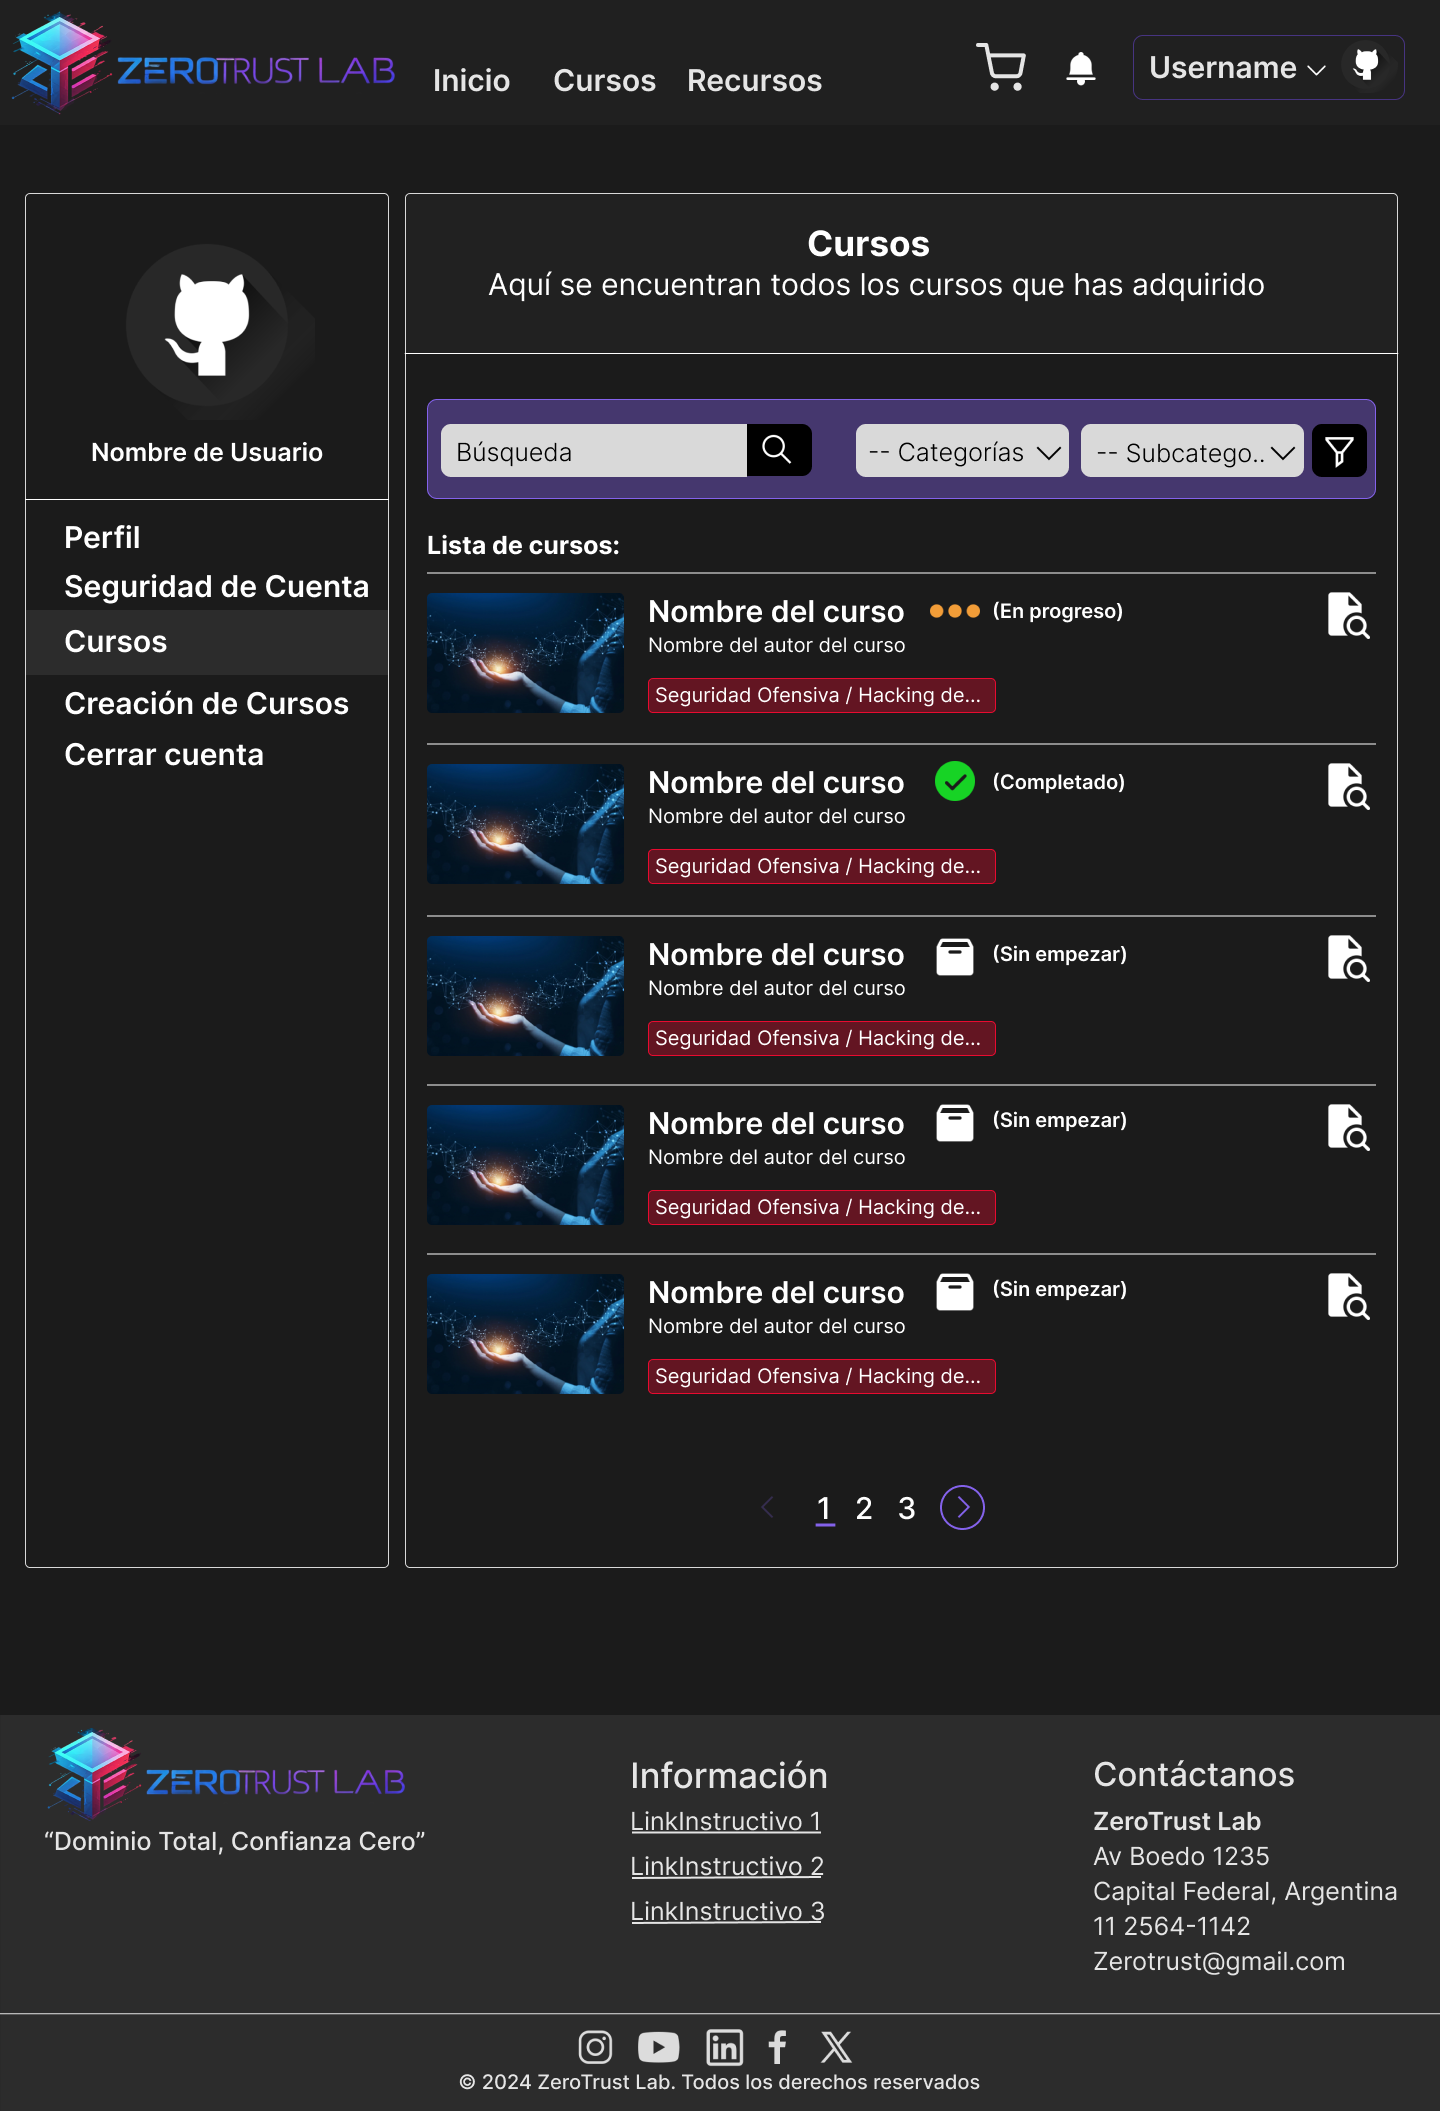 ZEROTRUST LAB
Inicio
Cursos
Recursos
Username
Nombre de Usuario
Perfil
Seguridad de Cuenta
Cursos
Creación de Cursos
Cerrar cuenta
Cursos
Aquí se encuentran todos los cursos que has adquirido
Búsqueda
-- Categorías
-- Subcatego..
Lista de cursos:
Nombre del curso (En progreso)
Nombre del autor del curso
Seguridad Ofensiva / Hacking de...
Nombre del curso (Completado)
Nombre del autor del curso
Seguridad Ofensiva / Hacking de...
Nombre del curso (Sin empezar)
Nombre del autor del curso
Seguridad Ofensiva / Hacking de...
Nombre del curso (Sin empezar)
Nombre del autor del curso
Seguridad Ofensiva / Hacking de...
Nombre del curso (Sin empezar)
Nombre del autor del curso
Seguridad Ofensiva / Hacking de...
1 2 3
ZEROTRUST LAB
“Dominio Total, Confianza Cero”
Información
LinkInstructivo 1
LinkInstructivo 2
LinkInstructivo 3
Contáctanos
ZeroTrust Lab
Av Boedo 1235
Capital Federal, Argentina
11 2564-1142
Zerotrust@gmail.com
© 2024 ZeroTrust Lab. Todos los derechos reservados